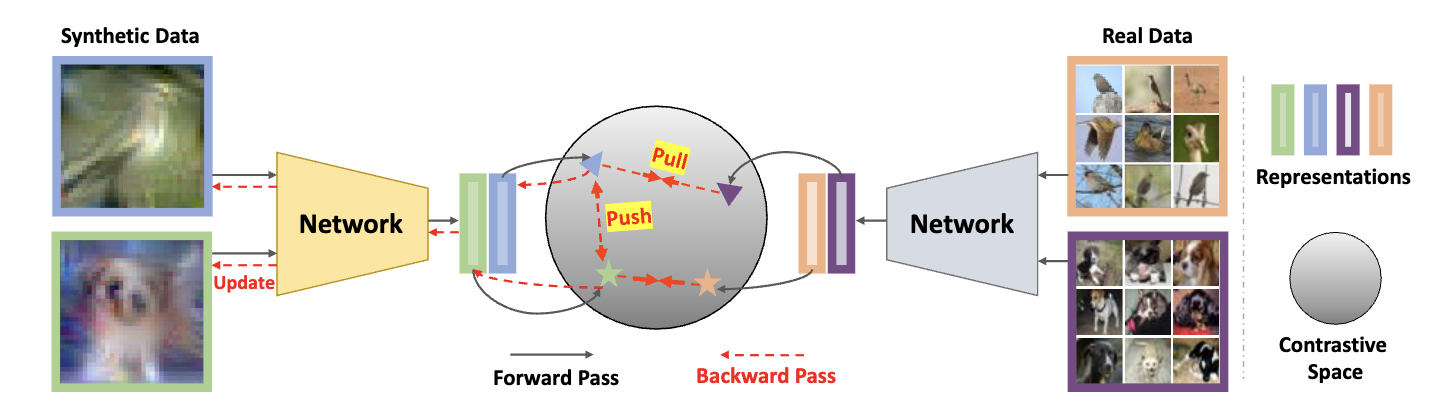 Synthetic Data
Real Data
Pull
Push
Network
Network
Update
Representations
Forward Pass
Backward Pass
Contrastive
Space